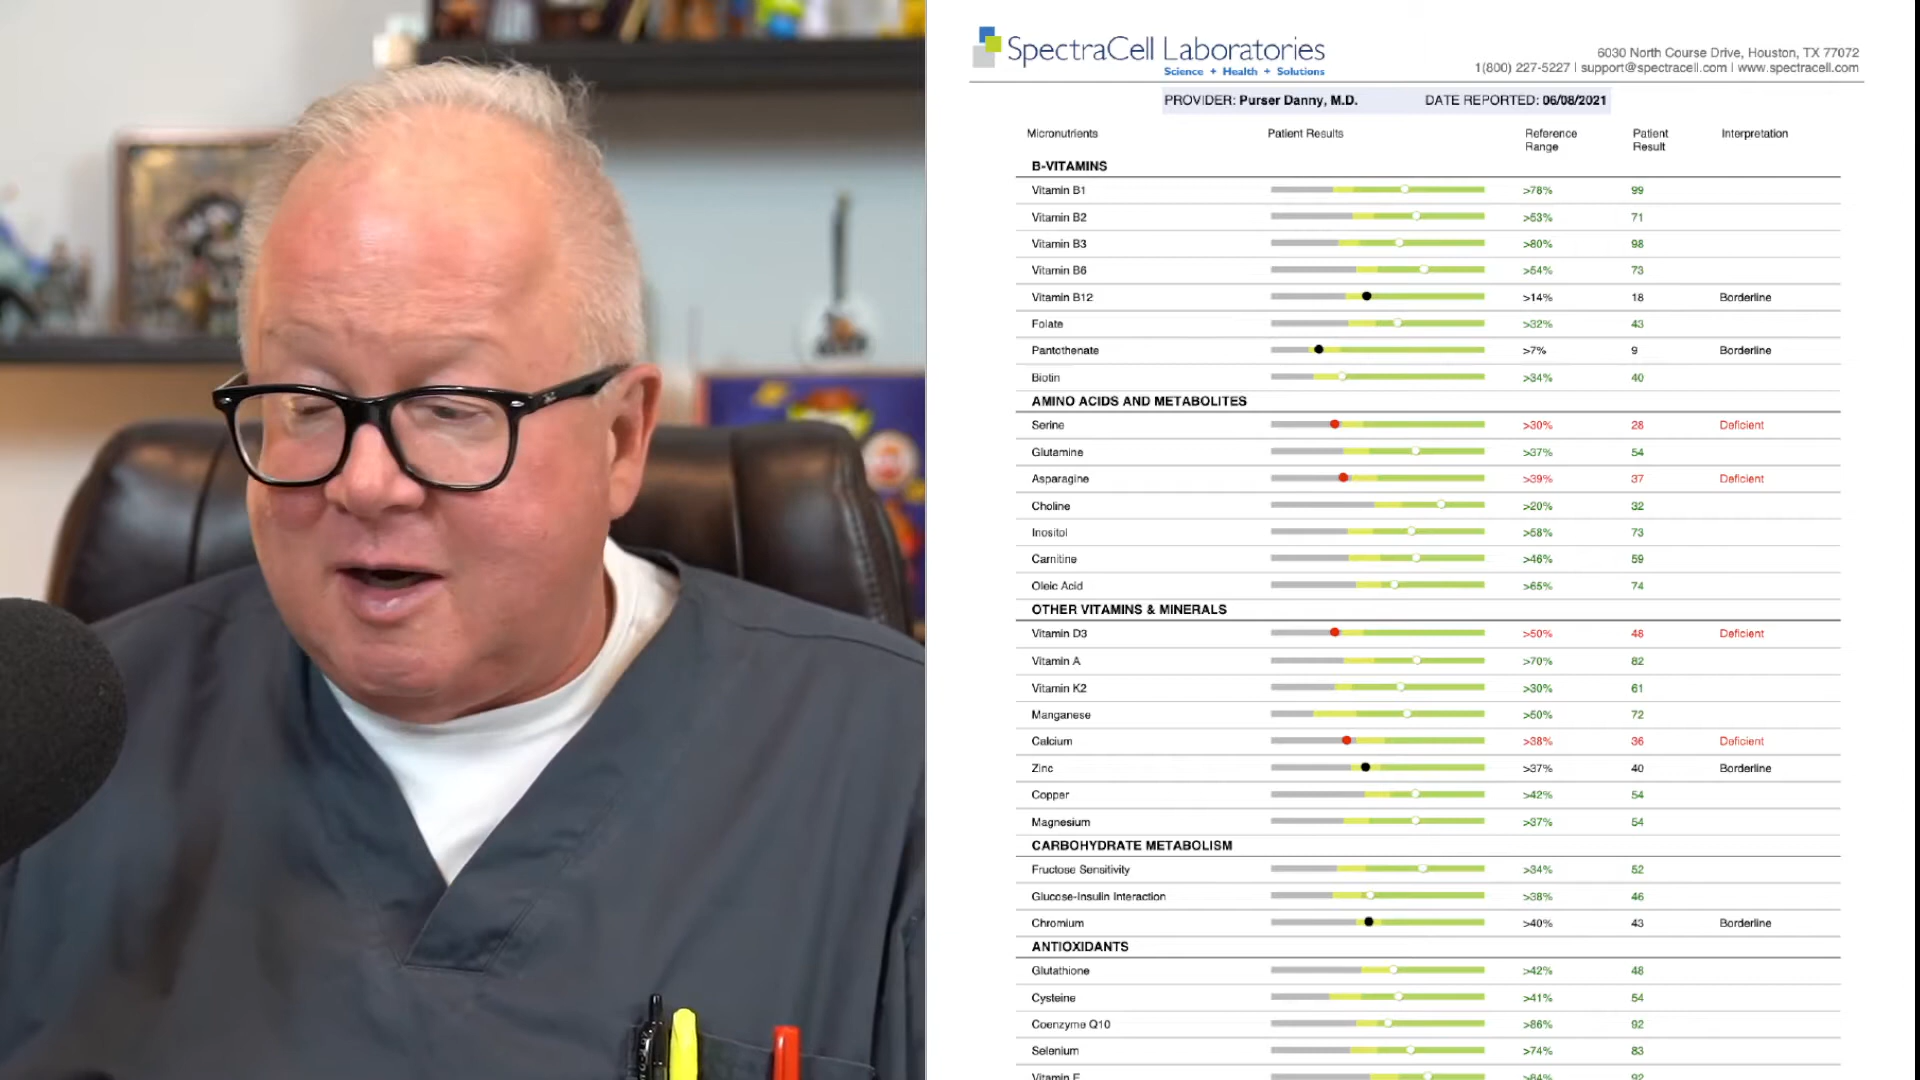 SpectraCell Laboratories
Science + Health + Solutions
6030 North Course Drive, Houston, TX 77072
1(800) 227-5227 | support@spectracell.com | www.spectracell.com
PROVIDER: Purser Danny, M.D. DATE REPORTED: 06/08/2021
Micronutrients Patient Results Reference Range Patient Result Interpretation
B-VITAMINS
Vitamin B1 >78% 99
Vitamin B2 >53% 71
Vitamin B3 >80% 98
Vitamin B6 >54% 73
Vitamin B12 >14% 18 Borderline
Folate >32% 43
Pantothenate >7% 9 Borderline
Biotin >34% 40
AMINO ACIDS AND METABOLITES
Serine >30% 28 Deficient
Glutamine >37% 54
Asparagine >39% 37 Deficient
Choline >20% 32
Inositol >58% 73
Carnitine >46% 59
Oleic Acid >65% 74
OTHER VITAMINS & MINERALS
Vitamin D3 >50% 48 Deficient
Vitamin A >70% 82
Vitamin K2 >30% 61
Manganese >50% 72
Calcium >38% 36 Deficient
Zinc >37% 40 Borderline
Copper >42% 54
Magnesium >37% 54
CARBOHYDRATE METABOLISM
Fructose Sensitivity >34% 52
Glucose-Insulin Interaction >38% 46
Chromium >40% 43 Borderline
ANTIOXIDANTS
Glutathione >42% 48
Cysteine >41% 54
Coenzyme Q10 >86% 92
Selenium >74% 83
Vitamin E >84% 92